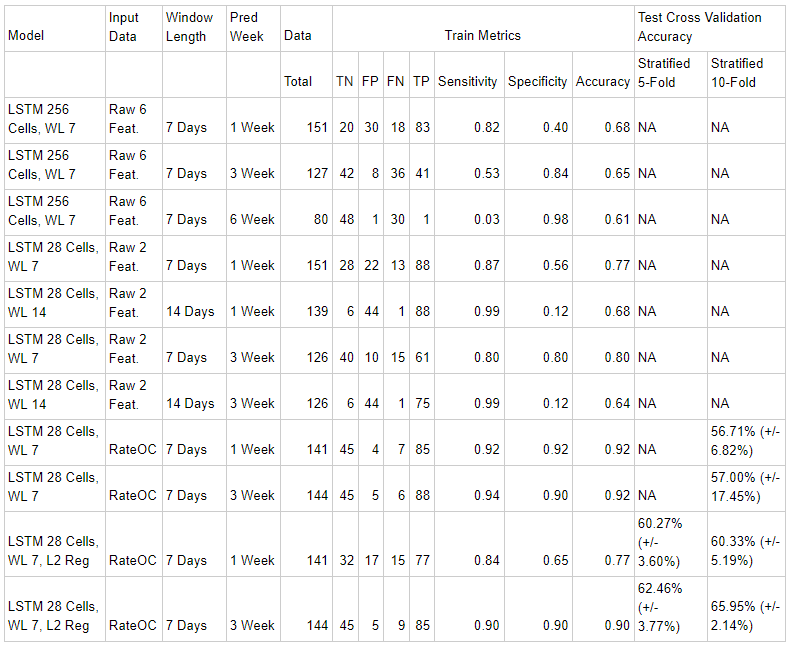 Model | Input Data | Window Length | Pred Week | Data | Train Metrics | Test Cross Validation Accuracy
Total | TN | FP | FN | TP | Sensitivity | Specificity | Accuracy | Stratified 5-Fold | Stratified 10-Fold
LSTM 256 Cells, WL 7 | Raw 6 Feat. | 7 Days | 1 Week | 151 | 20 | 30 | 18 | 83 | 0.82 | 0.40 | 0.68 | NA | NA
LSTM 256 Cells, WL 7 | Raw 6 Feat. | 7 Days | 3 Week | 127 | 42 | 8 | 36 | 41 | 0.53 | 0.84 | 0.65 | NA | NA
LSTM 256 Cells, WL 7 | Raw 6 Feat. | 7 Days | 6 Week | 80 | 48 | 1 | 30 | 1 | 0.03 | 0.98 | 0.61 | NA | NA
LSTM 28 Cells, WL 7 | Raw 2 Feat. | 7 Days | 1 Week | 151 | 28 | 22 | 13 | 88 | 0.87 | 0.56 | 0.77 | NA | NA
LSTM 28 Cells, WL 14 | Raw 2 Feat. | 14 Days | 1 Week | 139 | 6 | 44 | 1 | 88 | 0.99 | 0.12 | 0.68 | NA | NA
LSTM 28 Cells, WL 7 | Raw 2 Feat. | 7 Days | 3 Week | 126 | 40 | 10 | 15 | 61 | 0.80 | 0.80 | 0.80 | NA | NA
LSTM 28 Cells, WL 14 | Raw 2 Feat. | 14 Days | 3 Week | 126 | 6 | 44 | 1 | 75 | 0.99 | 0.12 | 0.64 | NA | NA
LSTM 28 Cells, WL 7 | RateOC | 7 Days | 1 Week | 141 | 45 | 4 | 7 | 85 | 0.92 | 0.92 | 0.92 | NA | 56.71% (+/- 6.82%)
LSTM 28 Cells, WL 7 | RateOC | 7 Days | 3 Week | 144 | 45 | 5 | 6 | 88 | 0.94 | 0.90 | 0.92 | NA | 57.00% (+/- 17.45%)
LSTM 28 Cells, WL 7, L2 Reg | RateOC | 7 Days | 1 Week | 141 | 32 | 17 | 15 | 77 | 0.84 | 0.65 | 0.77 | 60.27% (+/- 3.60%) | 60.33% (+/- 5.19%)
LSTM 28 Cells, WL 7, L2 Reg | RateOC | 7 Days | 3 Week | 144 | 45 | 5 | 9 | 85 | 0.90 | 0.90 | 0.90 | 62.46% (+/- 3.77%) | 65.95% (+/- 2.14%)